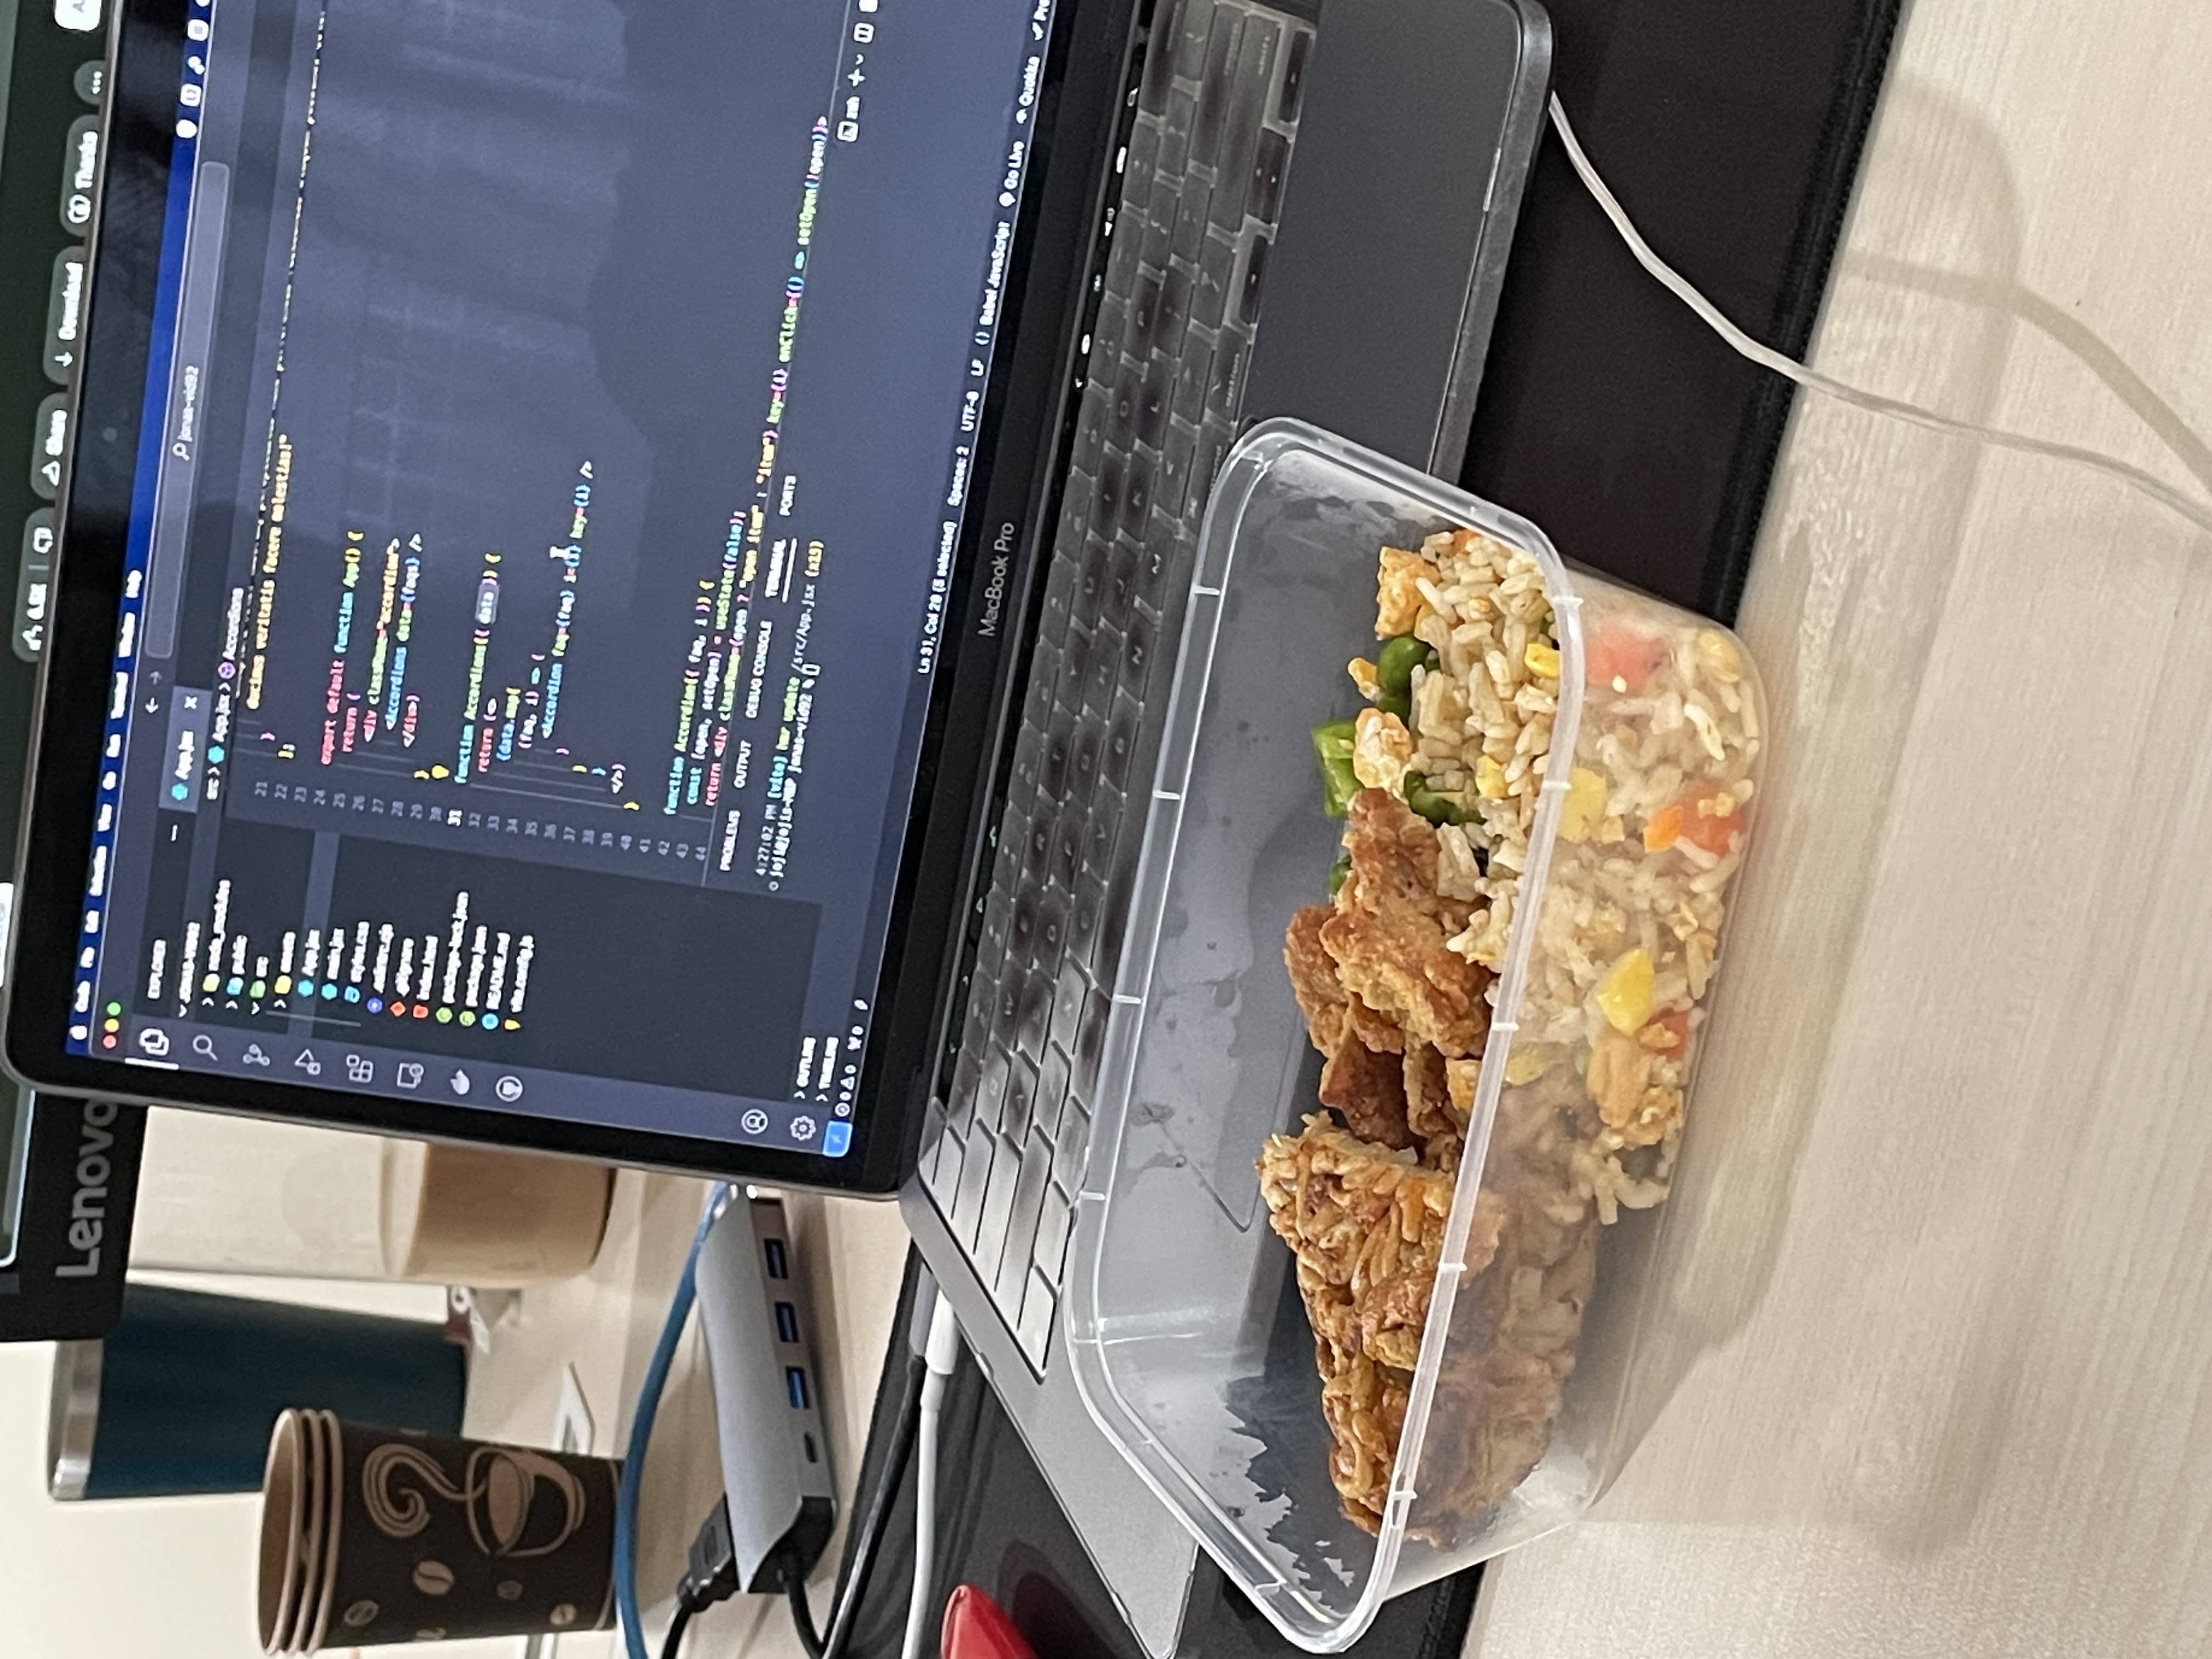 Lenovo
Share
Download
Thanks
Code File Edit Selection View Go Run Terminal Window Help
EXPLORER
JONAS-VID92
node_modules
public
src
assets
App.jsx
main.jsx
styles.css
.eslintrc.cjs
.gitignore
index.html
package-lock.json
package.json
README.md
vite.config.js
OUTLINE
TIMELINE
jonas-vid92
App.jsx
src > App.jsx > Accordions
ducimus veritatis facere molestias!"
21 }
22 ];
23
24 export default function App() {
25 return (
26 <div className="accordion">
27 <Accordions data={faqs} />
28 </div>)
29 }
30
31 function Accordions({ data }) {
32 return (<>
33 {data.map(
34 (faq, i) => (
35 <Accordion faq={faq} i={i} key={i} />
36 )
37 )
38 }
39 </>)
40 }
41
42 function Accordion({ faq, i }) {
43 const [open, setOpen] = useState(false);
44 return <div className={open ? "open item" : "item"} key={i} onClick={() => setOpen(!open)}>
PROBLEMS OUTPUT DEBUG CONSOLE TERMINAL PORTS
4:27:02 PM [vite] hmr update /src/App.jsx (x15)
joji@jojis-MBP jonas-vid92 %
zsh
0 0 0
Ln 31, Col 28 (5 selected) Spaces: 2 UTF-8 LF {} Babel JavaScript Go Live Quokka
MacBook Pro
option
shift